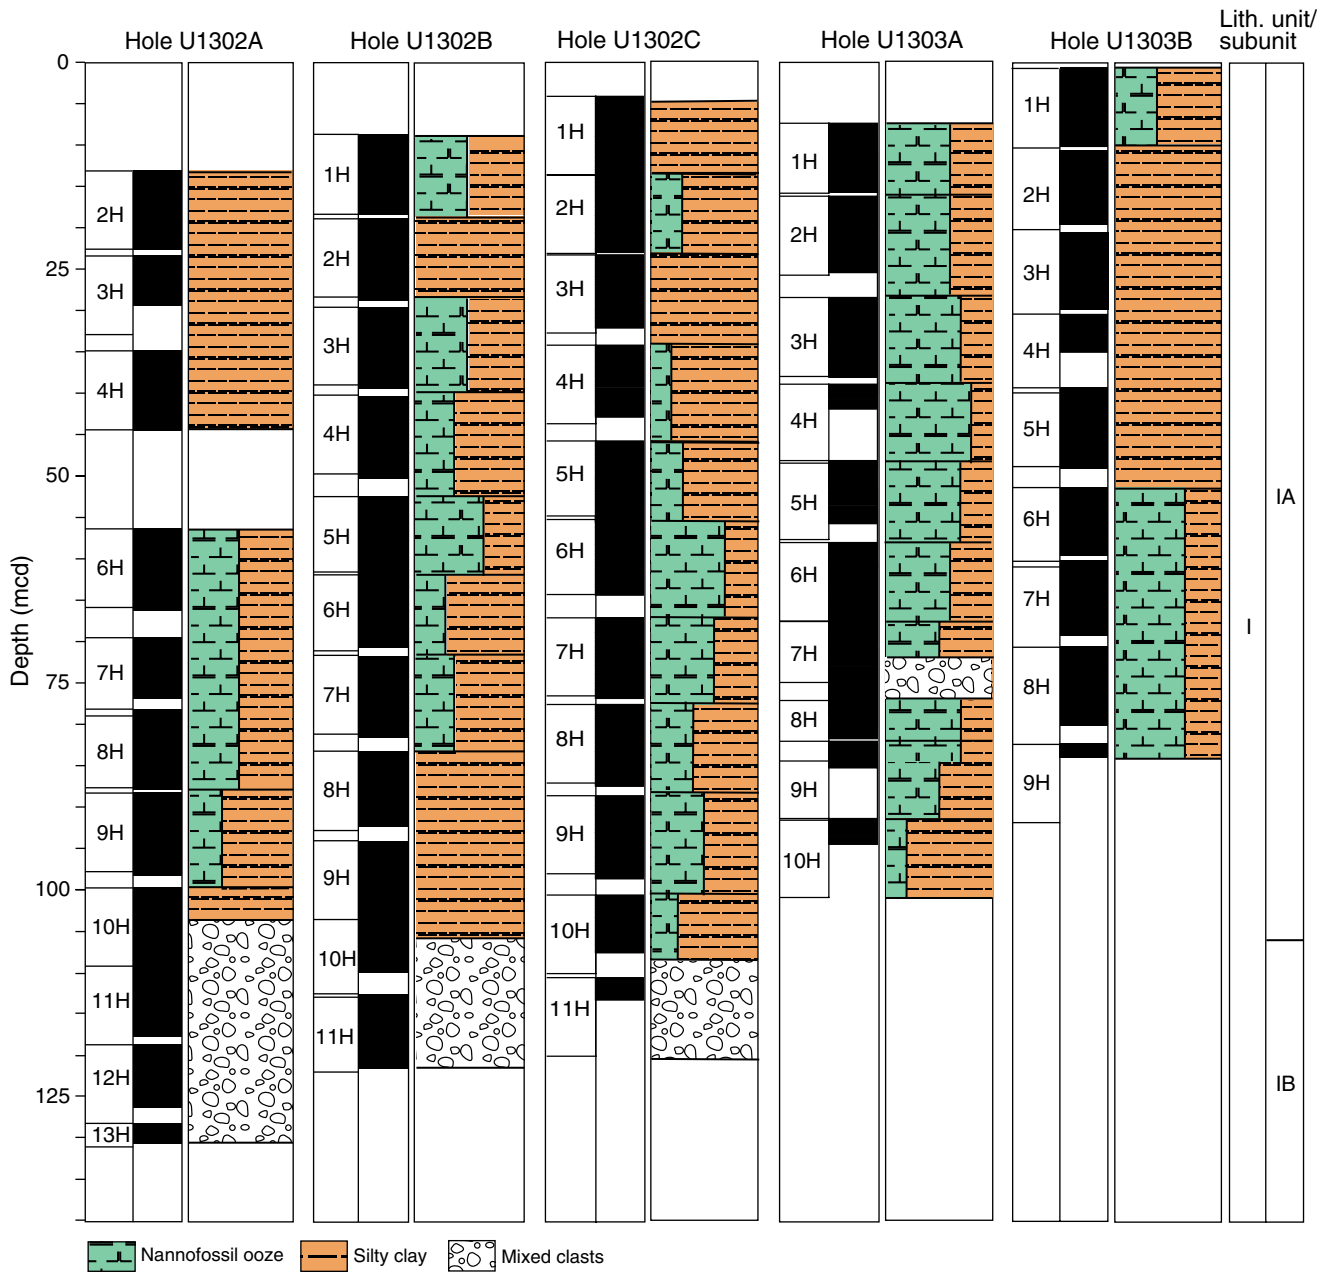 Hole U1302A Hole U1302B Hole U1302C Hole U1303A Hole U1303B Lith. unit/
subunit
Depth (mcd)
0
25
50
75
100
125
2H
3H
4H
6H
7H
8H
9H
10H
11H
12H
13H
1H
2H
3H
4H
5H
6H
7H
8H
9H
10H
11H
1H
2H
3H
4H
5H
6H
7H
8H
9H
10H
11H
1H
2H
3H
4H
5H
6H
7H
8H
9H
10H
1H
2H
3H
4H
5H
6H
7H
8H
9H
I
IA
IB
Nannofossil ooze Silty clay Mixed clasts